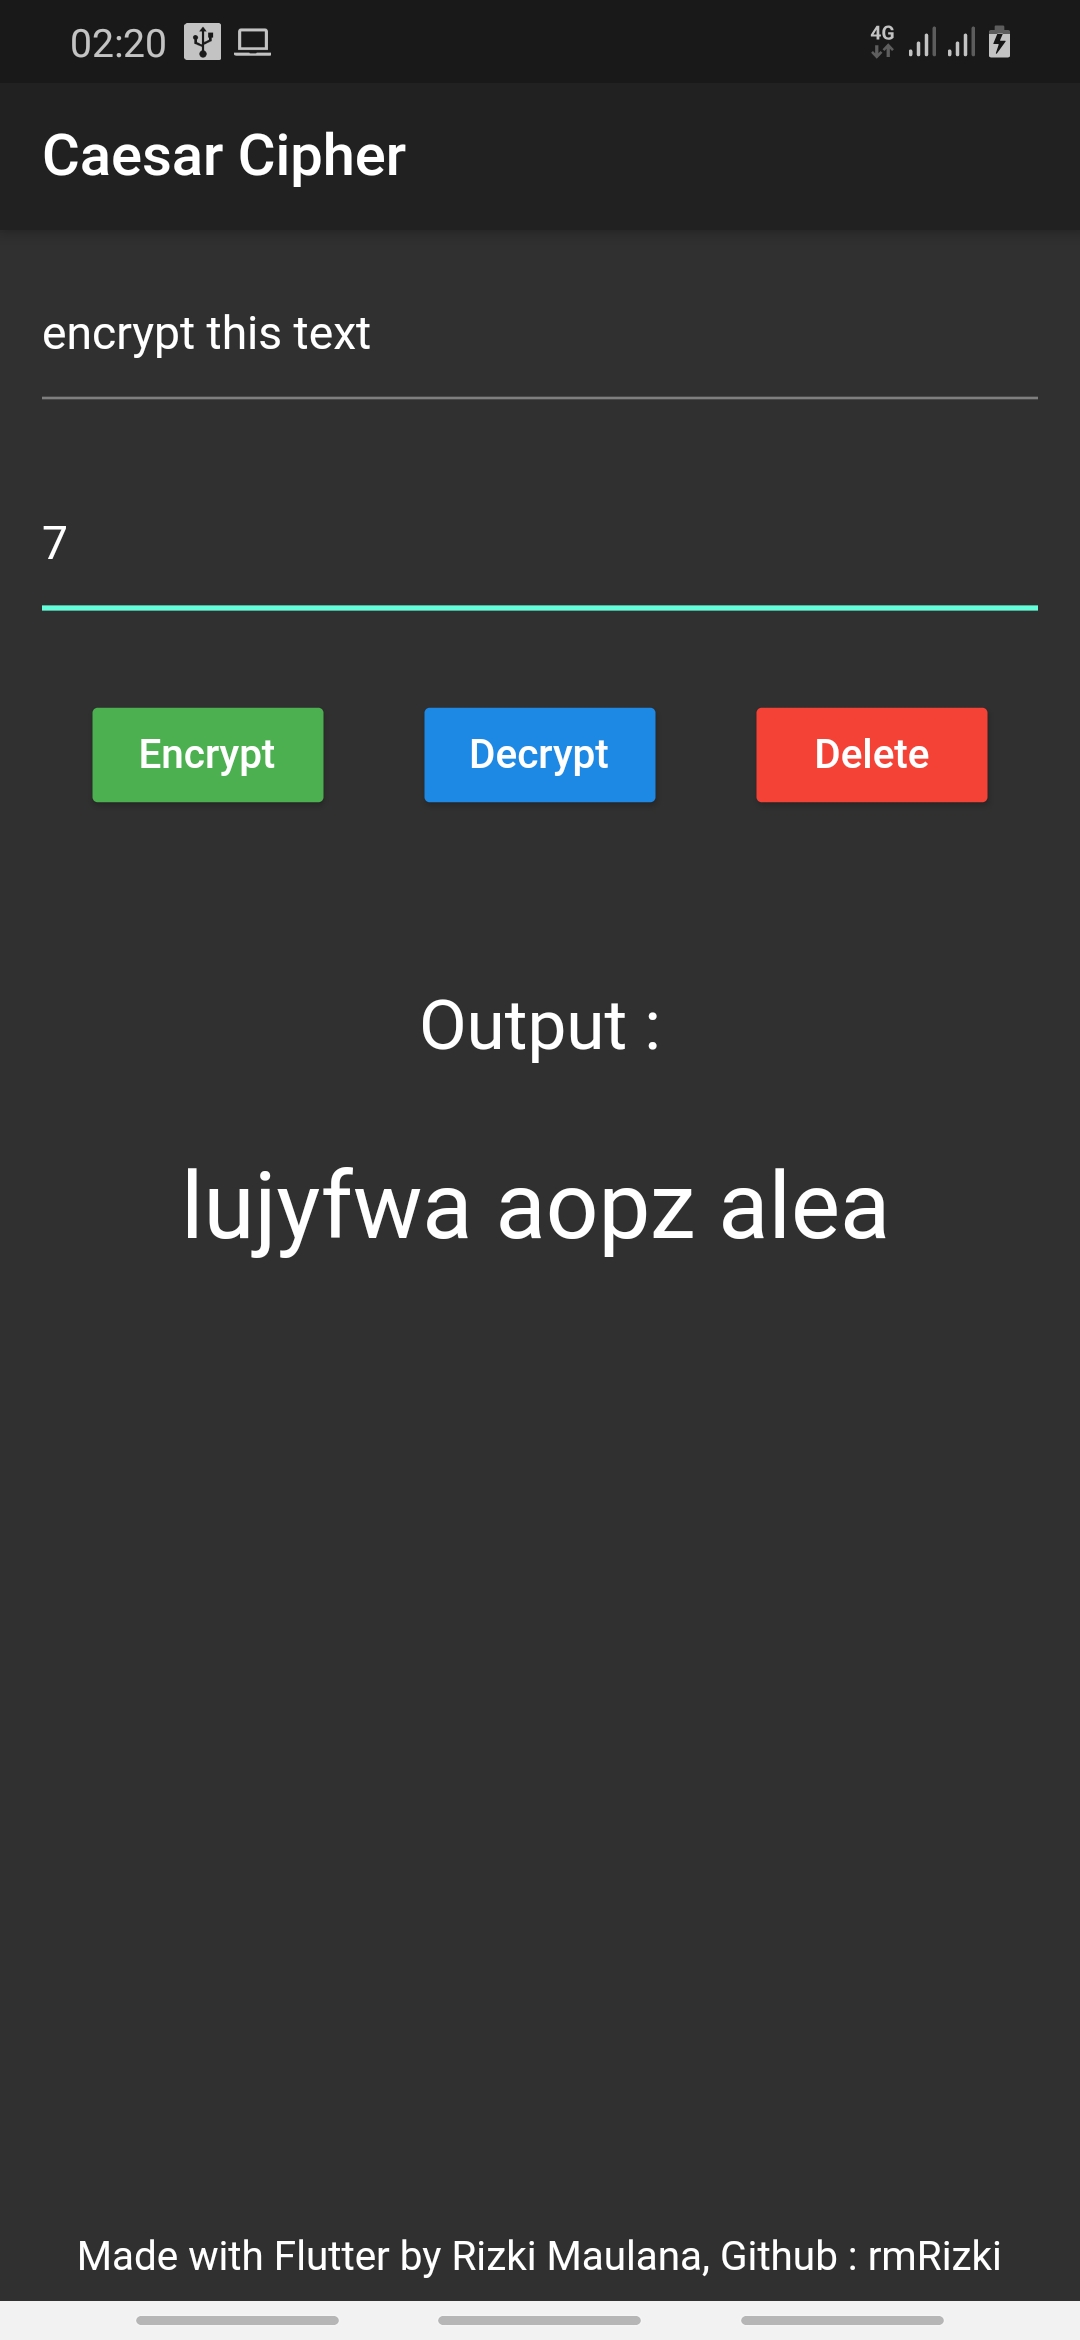 02:20
4G
Caesar Cipher
encrypt this text
7
Encrypt Decrypt Delete
Output :
lujyfwa aopz alea
Made with Flutter by Rizki Maulana, Github : rmRizki